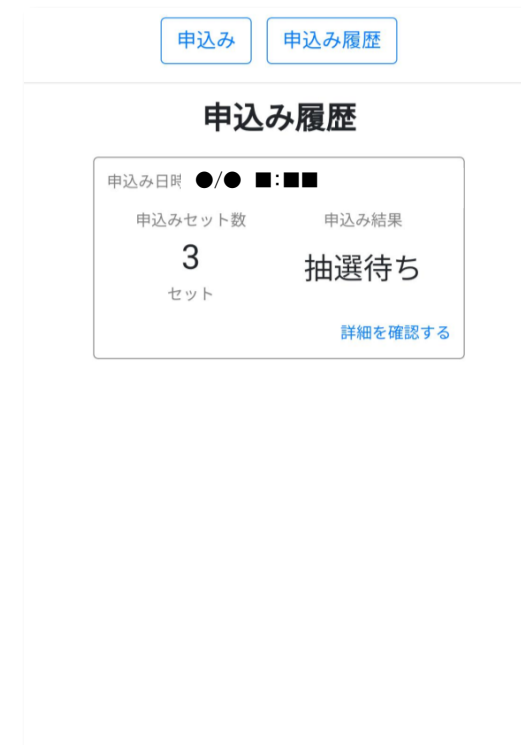 申込み 申込み履歴
申込み履歴
申込み日時 ●/● ■:■■
申込みセット数 申込み結果
3 抽選待ち
セット
詳細を確認する